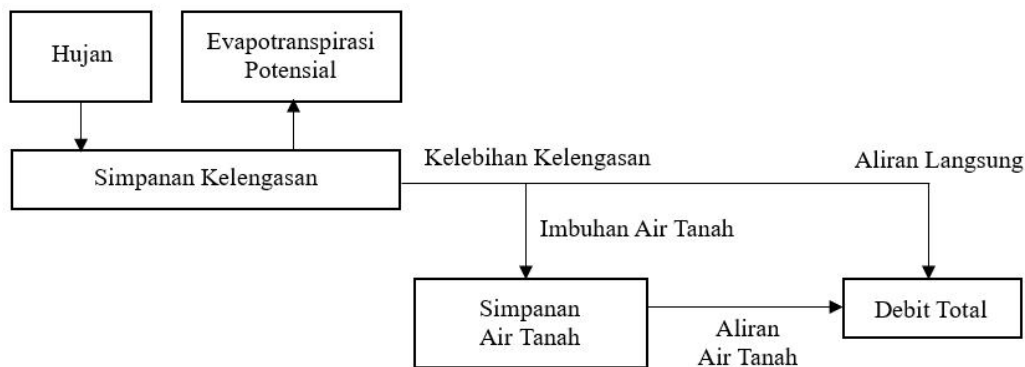 Hujan
Evapotranspirasi
Potensial
Simpanan Kelengasan
Kelebihan Kelengasan
Aliran Langsung
Imbuhan Air Tanah
Simpanan
Air Tanah
Aliran
Air Tanah
Debit Total